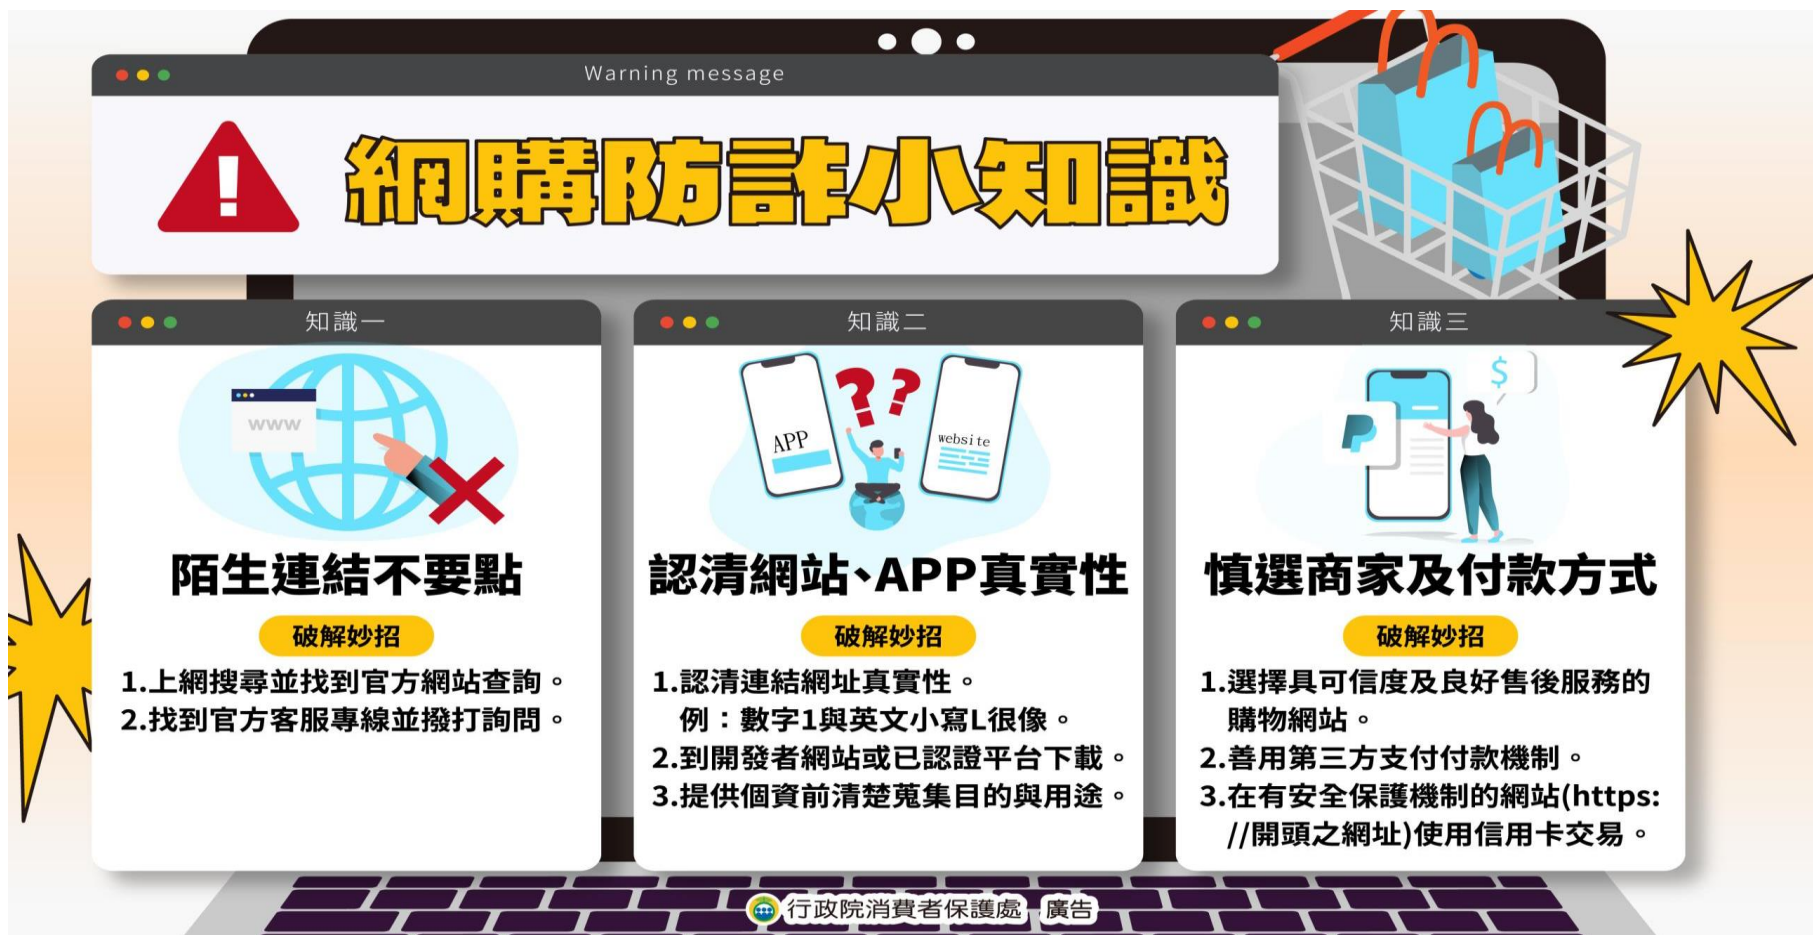 Warning message
網購防詐小知識
知識一
www
陌生連結不要點
破解妙招
1.上網搜尋並找到官方網站查詢。
2.找到官方客服專線並撥打詢問。
知識二
APP
??
website
認清網站、APP真實性
破解妙招
1.認清連結網址真實性。
例：數字1與英文小寫L很像。
2.到開發者網站或已認證平台下載。
3.提供個資前清楚蒐集目的與用途。
知識三
$
慎選商家及付款方式
破解妙招
1.選擇具可信度及良好售後服務的
購物網站。
2.善用第三方支付付款機制。
3.在有安全保護機制的網站(https:
//開頭之網址)使用信用卡交易。
行政院消費者保護處 廣告